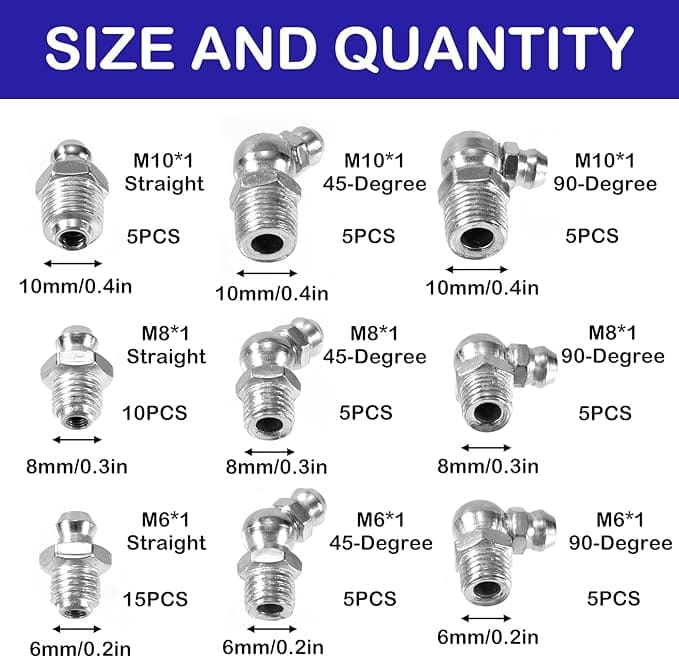 SIZE AND QUANTITY
M10*1
Straight
5PCS
10mm/0.4in
M10*1
45-Degree
5PCS
10mm/0.4in
M10*1
90-Degree
5PCS
10mm/0.4in
M8*1
Straight
10PCS
8mm/0.3in
M8*1
45-Degree
5PCS
8mm/0.3in
M8*1
90-Degree
5PCS
8mm/0.3in
M6*1
Straight
15PCS
6mm/0.2in
M6*1
45-Degree
5PCS
6mm/0.2in
M6*1
90-Degree
5PCS
6mm/0.2in